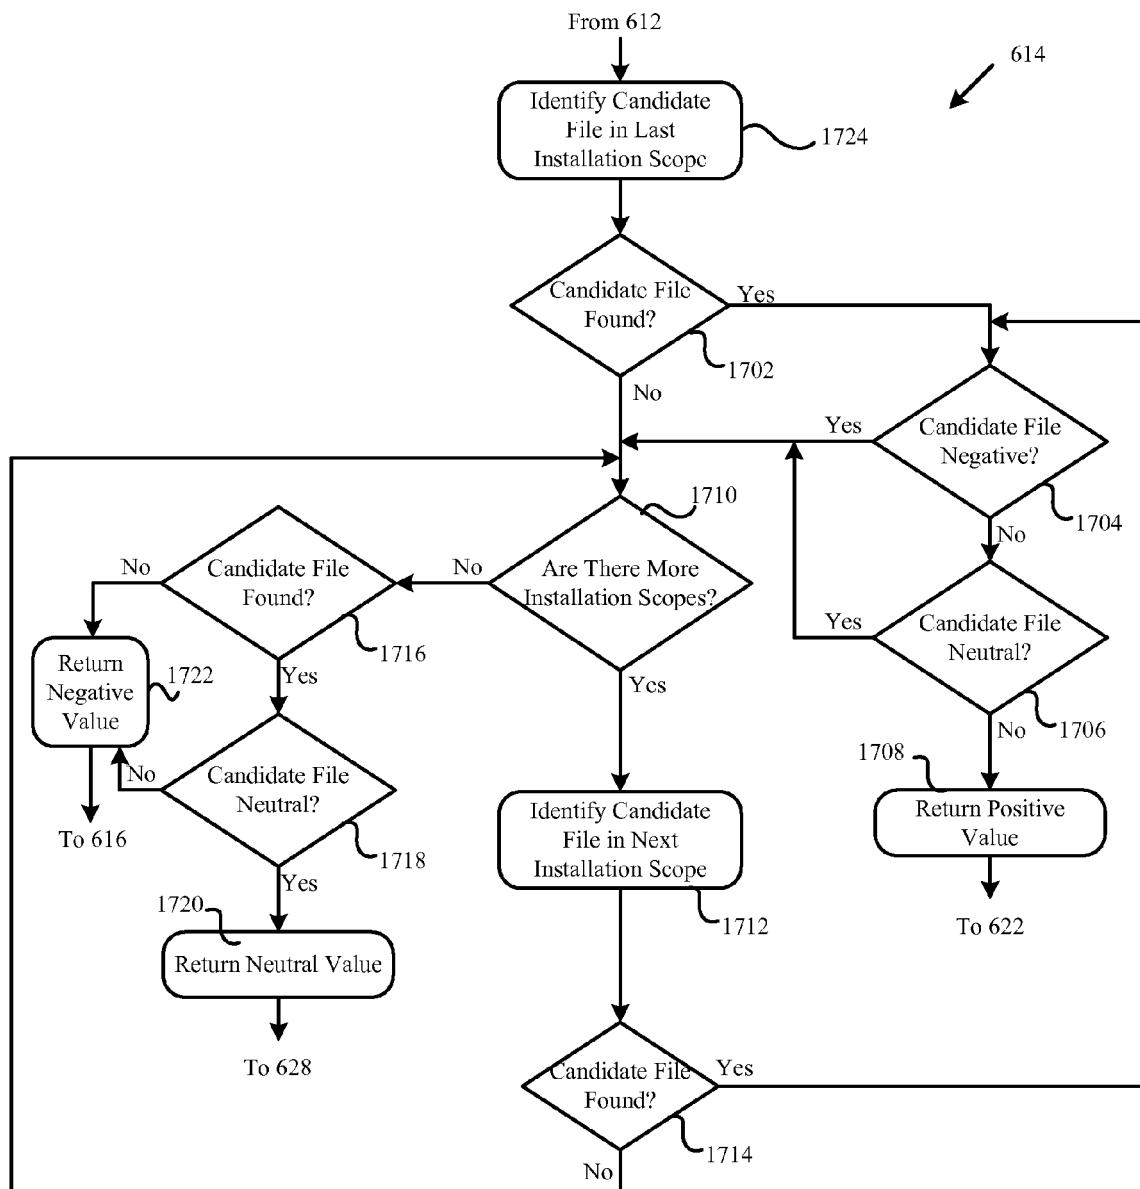 From 612
614
Identify Candidate
File in Last
Installation Scope
1724
Candidate File
Found?
Yes
1702
No
Candidate File
Negative?
Yes
1704
No
1710
Are There More
Installation Scopes?
No
Candidate File
Found?
No
1716
Yes
Candidate File
Neutral?
Yes
1706
No
Return
Negative
Value
1722
Yes
1708
Return Positive
Value
Candidate File
Neutral?
No
1718
Yes
To 616
Identify Candidate
File in Next
Installation Scope
1712
To 622
1720
Return Neutral Value
To 628
Candidate File
Found?
Yes
1714
No